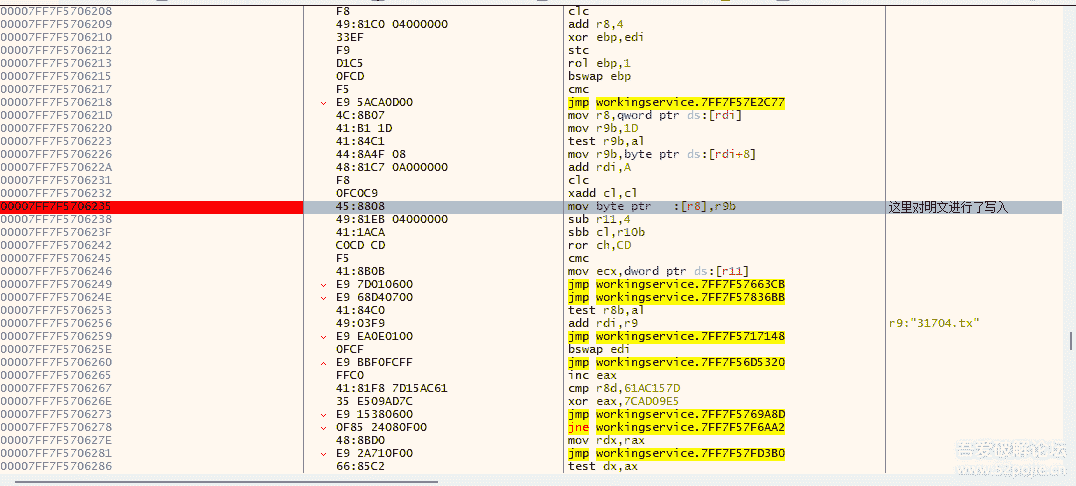 00007FF7F5706208 F8 clc
00007FF7F5706209 49:81C0 04000000 add r8,4
00007FF7F5706210 33EF xor ebp,edi
00007FF7F5706212 F9 stc
00007FF7F5706213 D1C5 rol ebp,1
00007FF7F5706215 0FCD bswap ebp
00007FF7F5706217 F5 cmc
00007FF7F5706218 E9 5ACA0D00 jmp workingservice.7FF7F57E2C77
00007FF7F570621D 4C:8B07 mov r8,qword ptr ds:[rdi]
00007FF7F5706220 41:B1 1D mov r9b,1D
00007FF7F5706223 41:84C1 test r9b,al
00007FF7F5706226 44:8A4F 08 mov r9b,byte ptr ds:[rdi+8]
00007FF7F570622A 48:81C7 0A000000 add rdi,A
00007FF7F5706231 F8 clc
00007FF7F5706232 0FC0C9 xadd cl,cl
00007FF7F5706235 45:8808 mov byte ptr :[r8],r9b 这里对明文进行了写入
00007FF7F5706238 49:81EB 04000000 sub r11,4
00007FF7F570623F 41:1ACA sbb cl,r10b
00007FF7F5706242 C0CD CD ror ch,CD
00007FF7F5706245 F5 cmc
00007FF7F5706246 41:8B0B mov ecx,dword ptr ds:[r11]
00007FF7F5706249 E9 7D010600 jmp workingservice.7FF7F57663CB
00007FF7F570624E E9 68D40700 jmp workingservice.7FF7F57836BB
00007FF7F5706253 41:84C0 test r8b,al
00007FF7F5706256 49:03F9 add rdi,r9 r9:"31704.tx"
00007FF7F5706259 E9 EA0E0100 jmp workingservice.7FF7F5717148
00007FF7F570625E 0FCF bswap edi
00007FF7F5706260 E9 BBF0FCFF jmp workingservice.7FF7F56D5320
00007FF7F5706265 FFC0 inc eax
00007FF7F5706267 41:81F8 7D15AC61 cmp r8d,61AC157D
00007FF7F570626E 35 E509AD7C xor eax,7CAD09E5
00007FF7F5706273 E9 15380600 jmp workingservice.7FF7F5769A8D
00007FF7F5706278 0F85 24080F00 jne workingservice.7FF7F57F6AA2
00007FF7F570627E 48:8BD0 mov rdx,rax
00007FF7F5706281 E9 2A710F00 jmp workingservice.7FF7F57FD3B0
00007FF7F5706286 66:85C2 test dx,ax
吾爱破解论坛
www.52pojie.cn